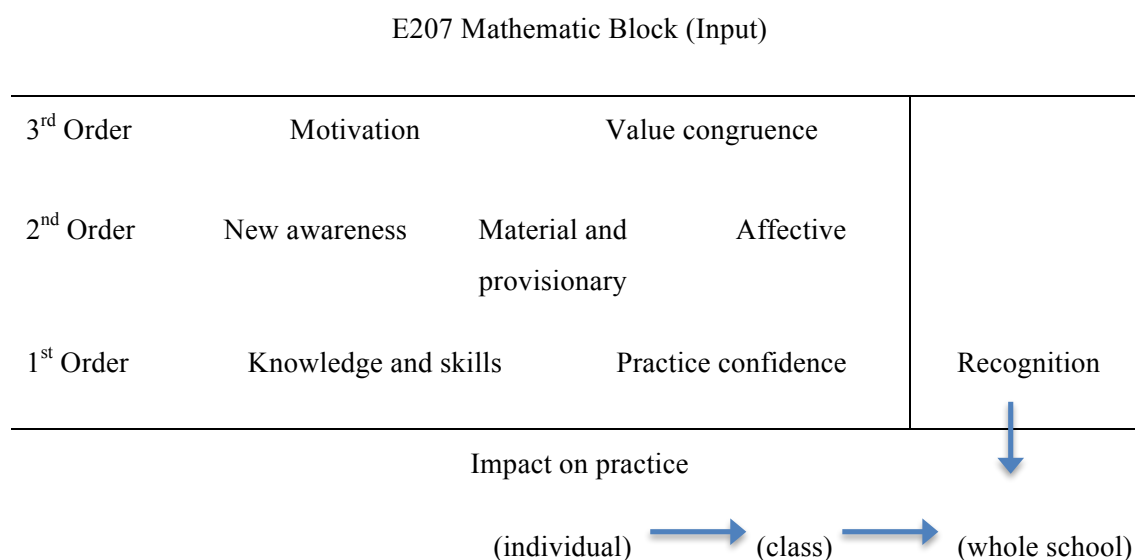 E207 Mathematic Block (Input)
3rd Order Motivation Value congruence
2nd Order New awareness Material and Affective
provisionary
1st Order Knowledge and skills Practice confidence Recognition
Impact on practice
(individual) (class) (whole school)